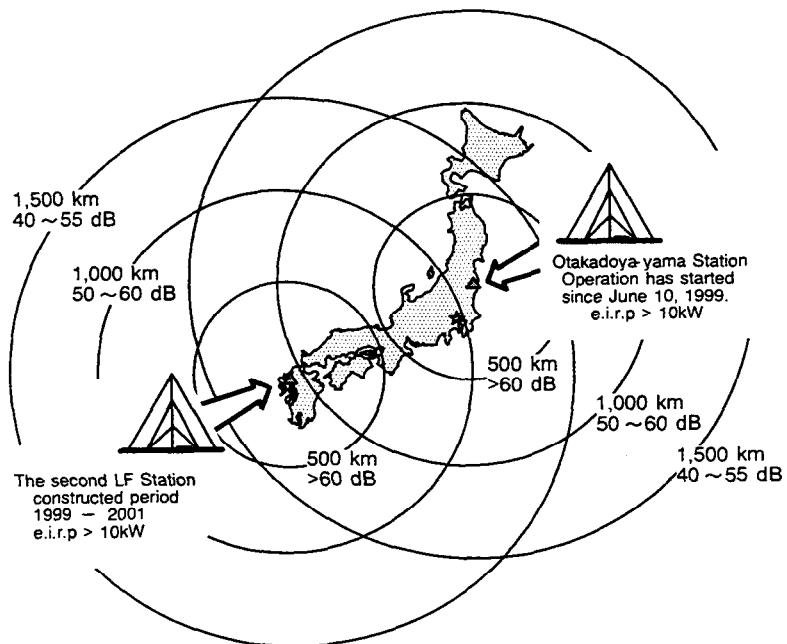 1,500 km
40 ~ 55 dB
1,000 km
50 ~ 60 dB
Otakadoya-yama Station
Operation has started
since June 10, 1999.
e.i.r.p > 10kW
500 km
>60 dB
1,000 km
50 ~ 60 dB
1,500 km
40 ~ 55 dB
500 km
>60 dB
The second LF Station
constructed period
1999 – 2001
e.i.r.p > 10kW